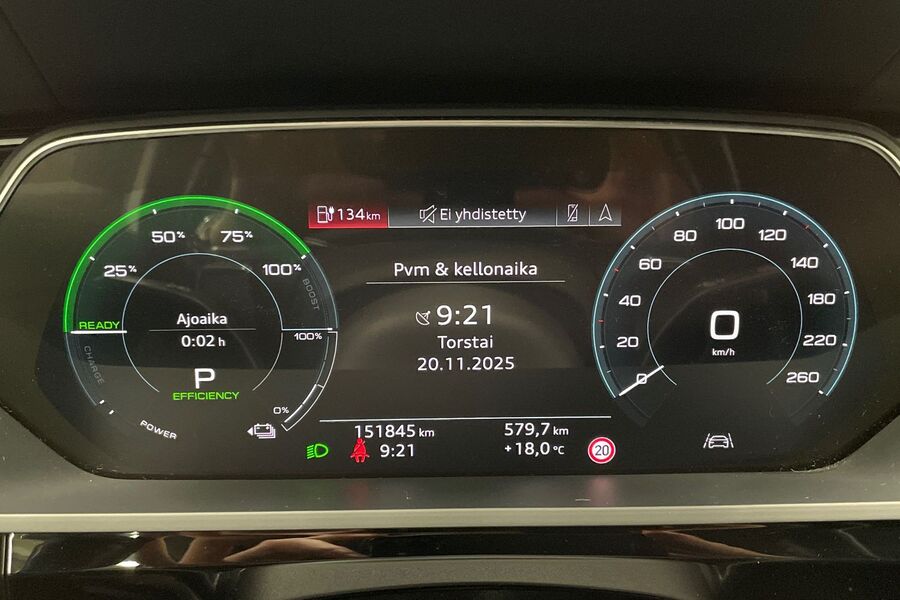 134 km
Ei yhdistetty
Pvm & kellonaika
9:21
Torstai
20.11.2025
151845 km
9:21
579,7 km
+18,0 °C
20
25%
50%
75%
100%
BOOST
READY
100%
CHARGE
Ajoaika
0:02 h
P
EFFICIENCY
0%
POWER
0
20
40
60
80
100
120
140
180
220
260
0
km/h